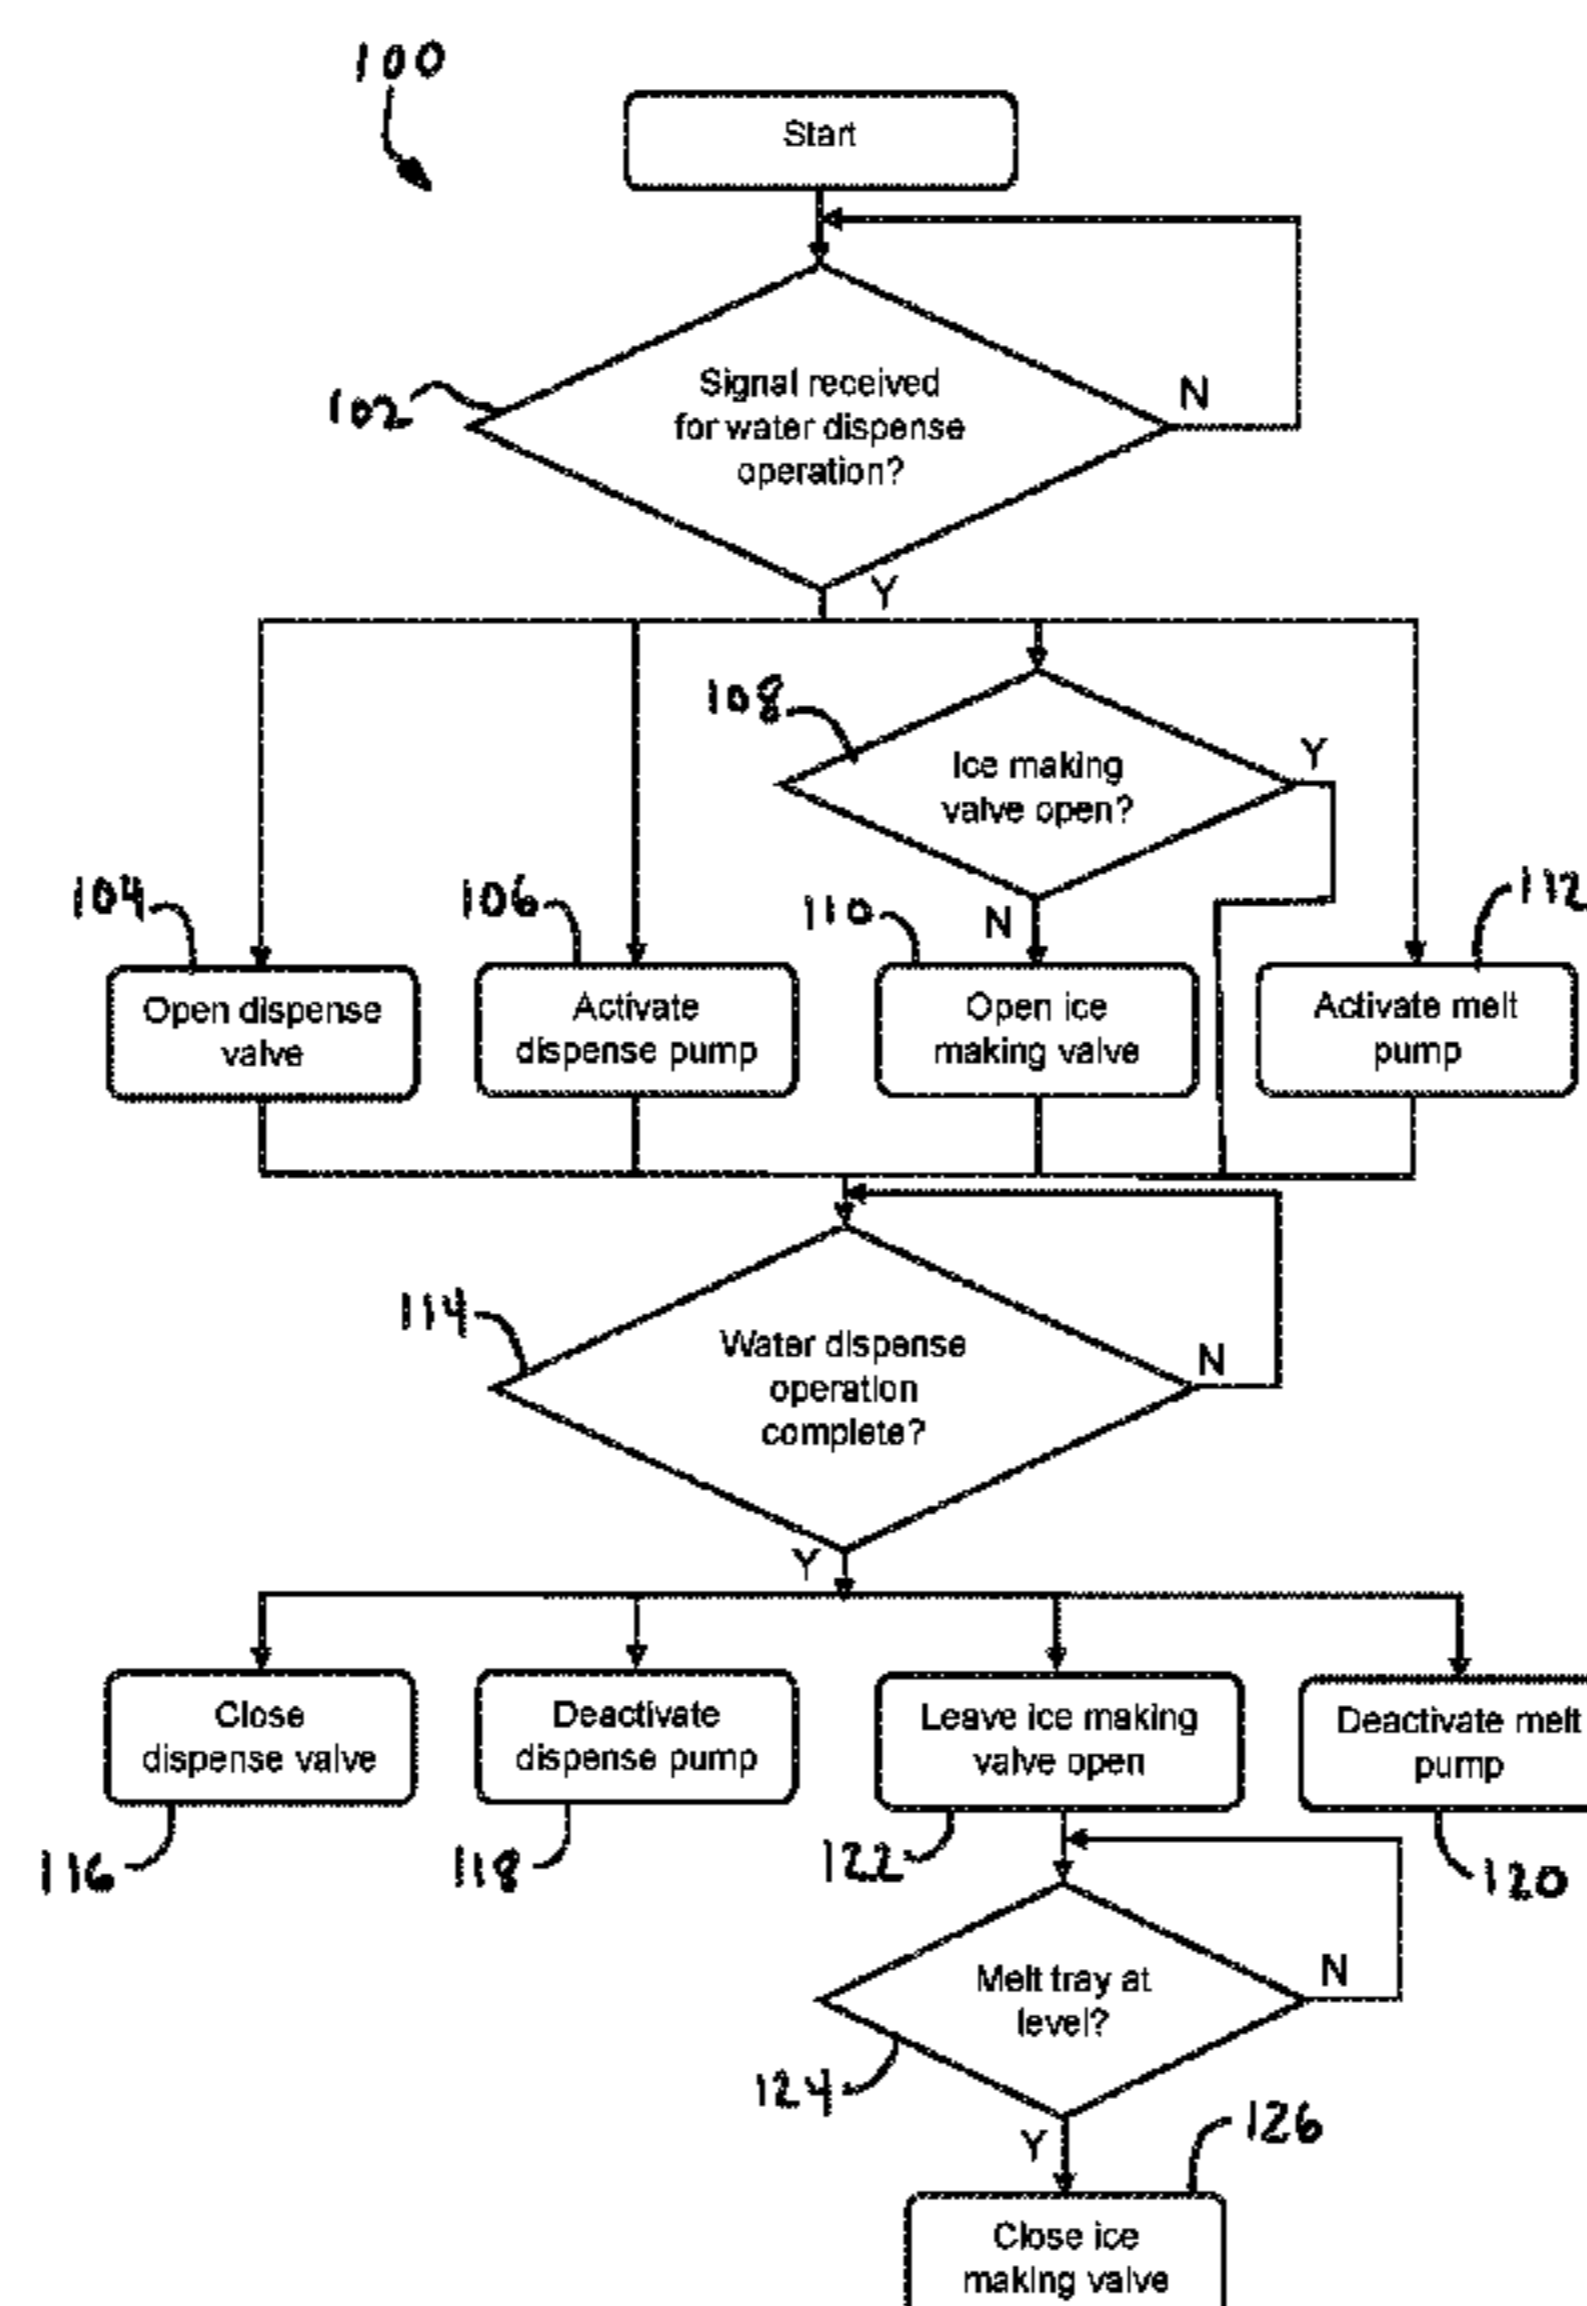 100
Start
102
Signal received
for water dispense
operation?
N
Y
108
Ice making
valve open?
Y
N
104
106
110
112
Open dispense
valve
Activate
dispense pump
Open ice
making valve
Activate melt
pump
114
Water dispense
operation
complete?
N
Y
Close
dispense valve
Deactivate
dispense pump
Leave ice making
valve open
Deactivate melt
pump
116
118
122
120
Melt tray at
level?
N
124
Y
126
Close ice
making valve